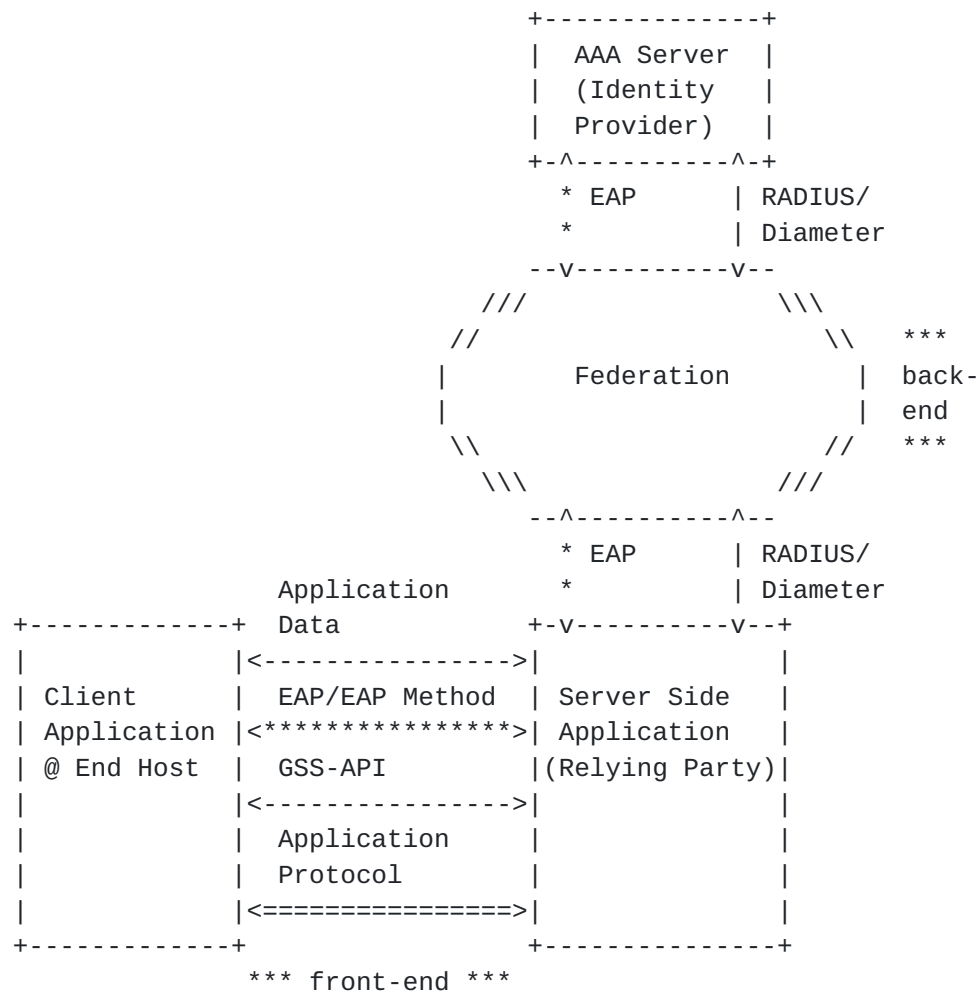 AAA Server
(Identity
Provider)
* EAP | RADIUS/
* | Diameter
***
Federation
back-
end
***
* EAP | RADIUS/
Application * | Diameter
Data
Client EAP/EAP Method Server Side
Application Application
@ End Host GSS-API (Relying Party)
Application
Protocol
*** front-end ***